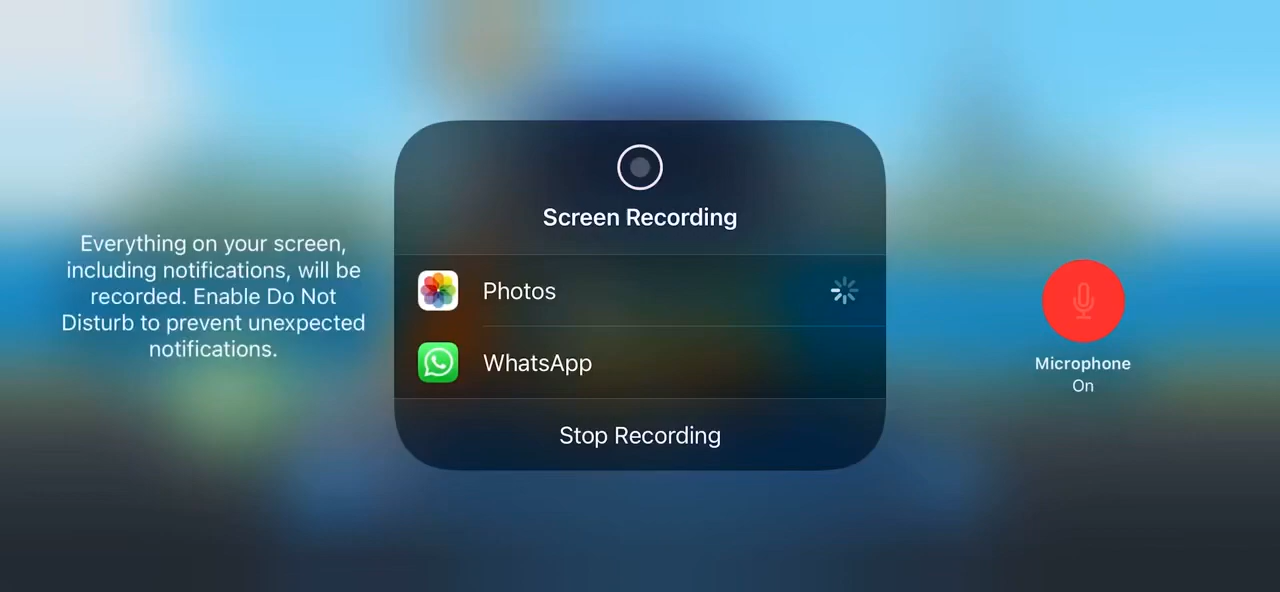 Everything on your screen,
including notifications, will be
recorded. Enable Do Not
Disturb to prevent unexpected
notifications.
Screen Recording
Photos
WhatsApp
Stop Recording
Microphone
On